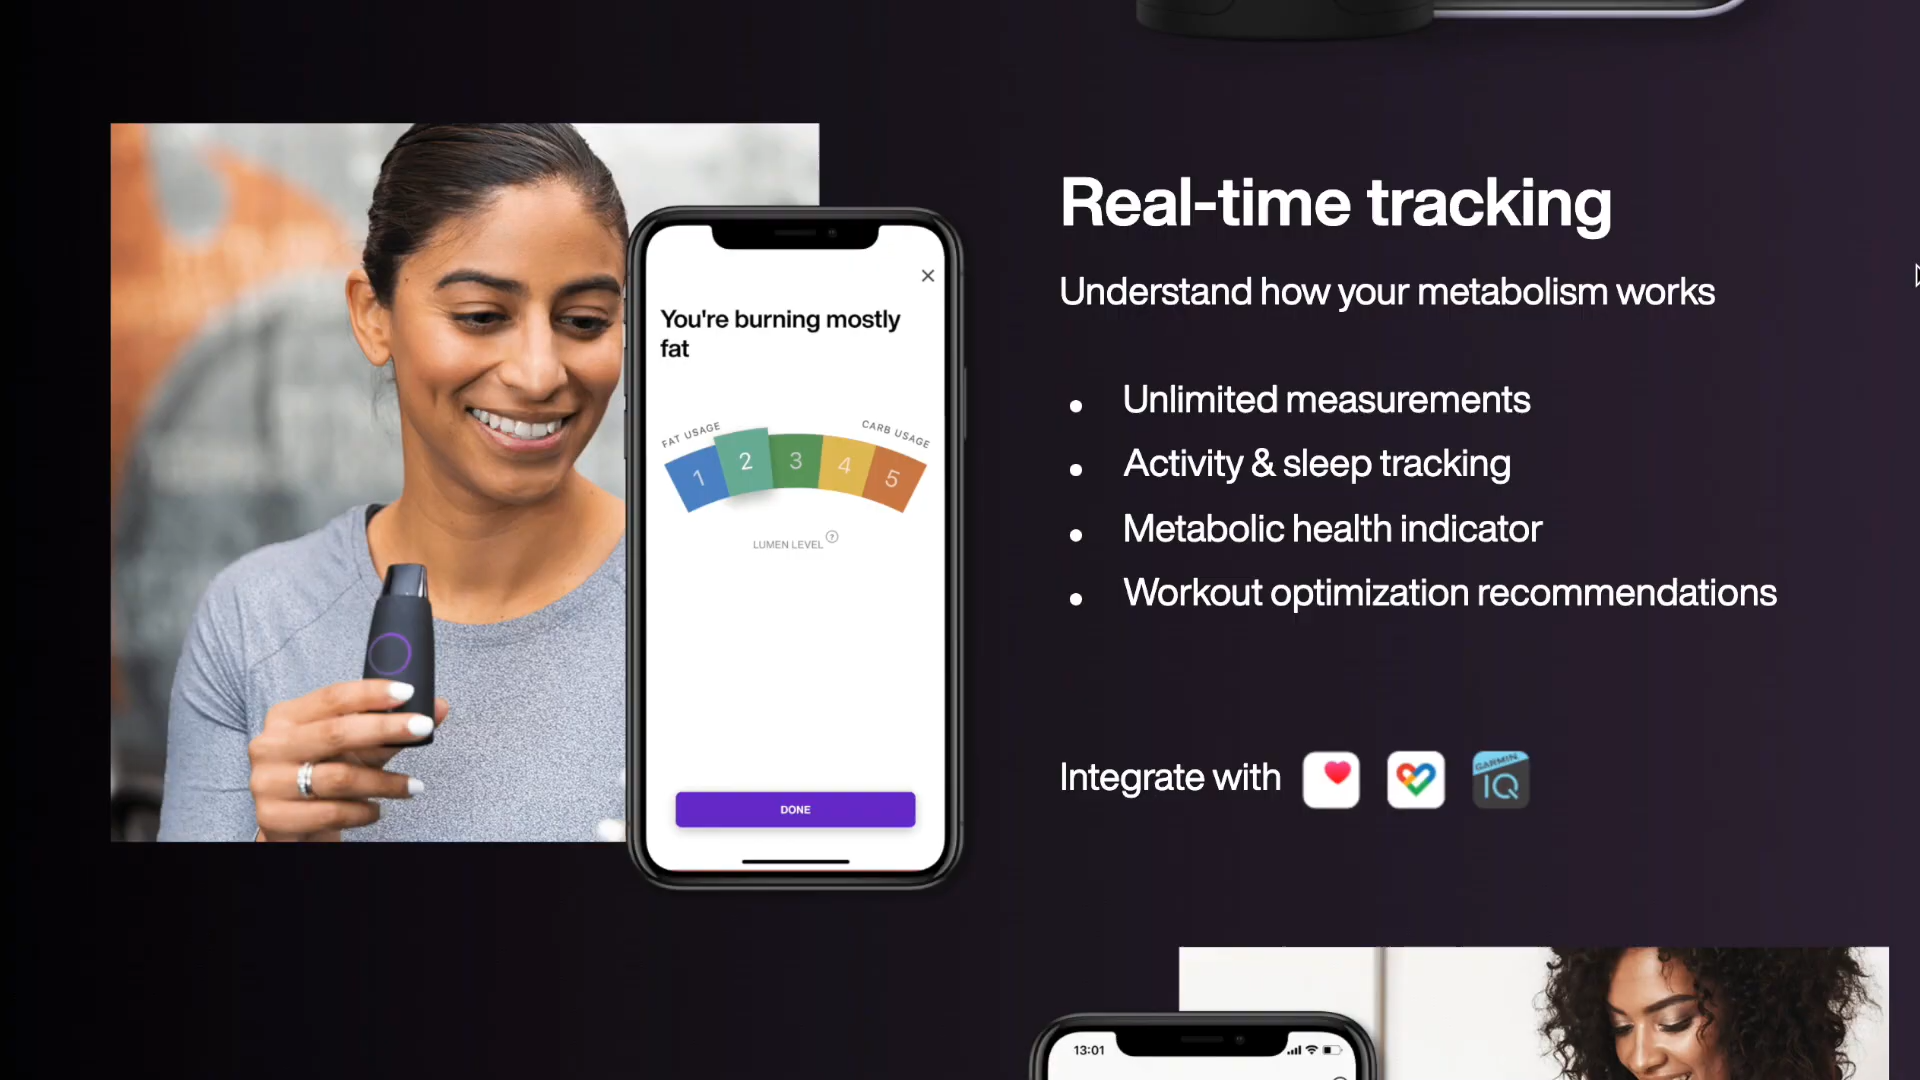 Real-time tracking
Understand how your metabolism works
• Unlimited measurements
• Activity & sleep tracking
• Metabolic health indicator
• Workout optimization recommendations
Integrate with
GARMIN
IQ
You're burning mostly
fat
FAT USAGE
CARB USAGE
1 2 3 4 5
LUMEN LEVEL ?
DONE
13:01